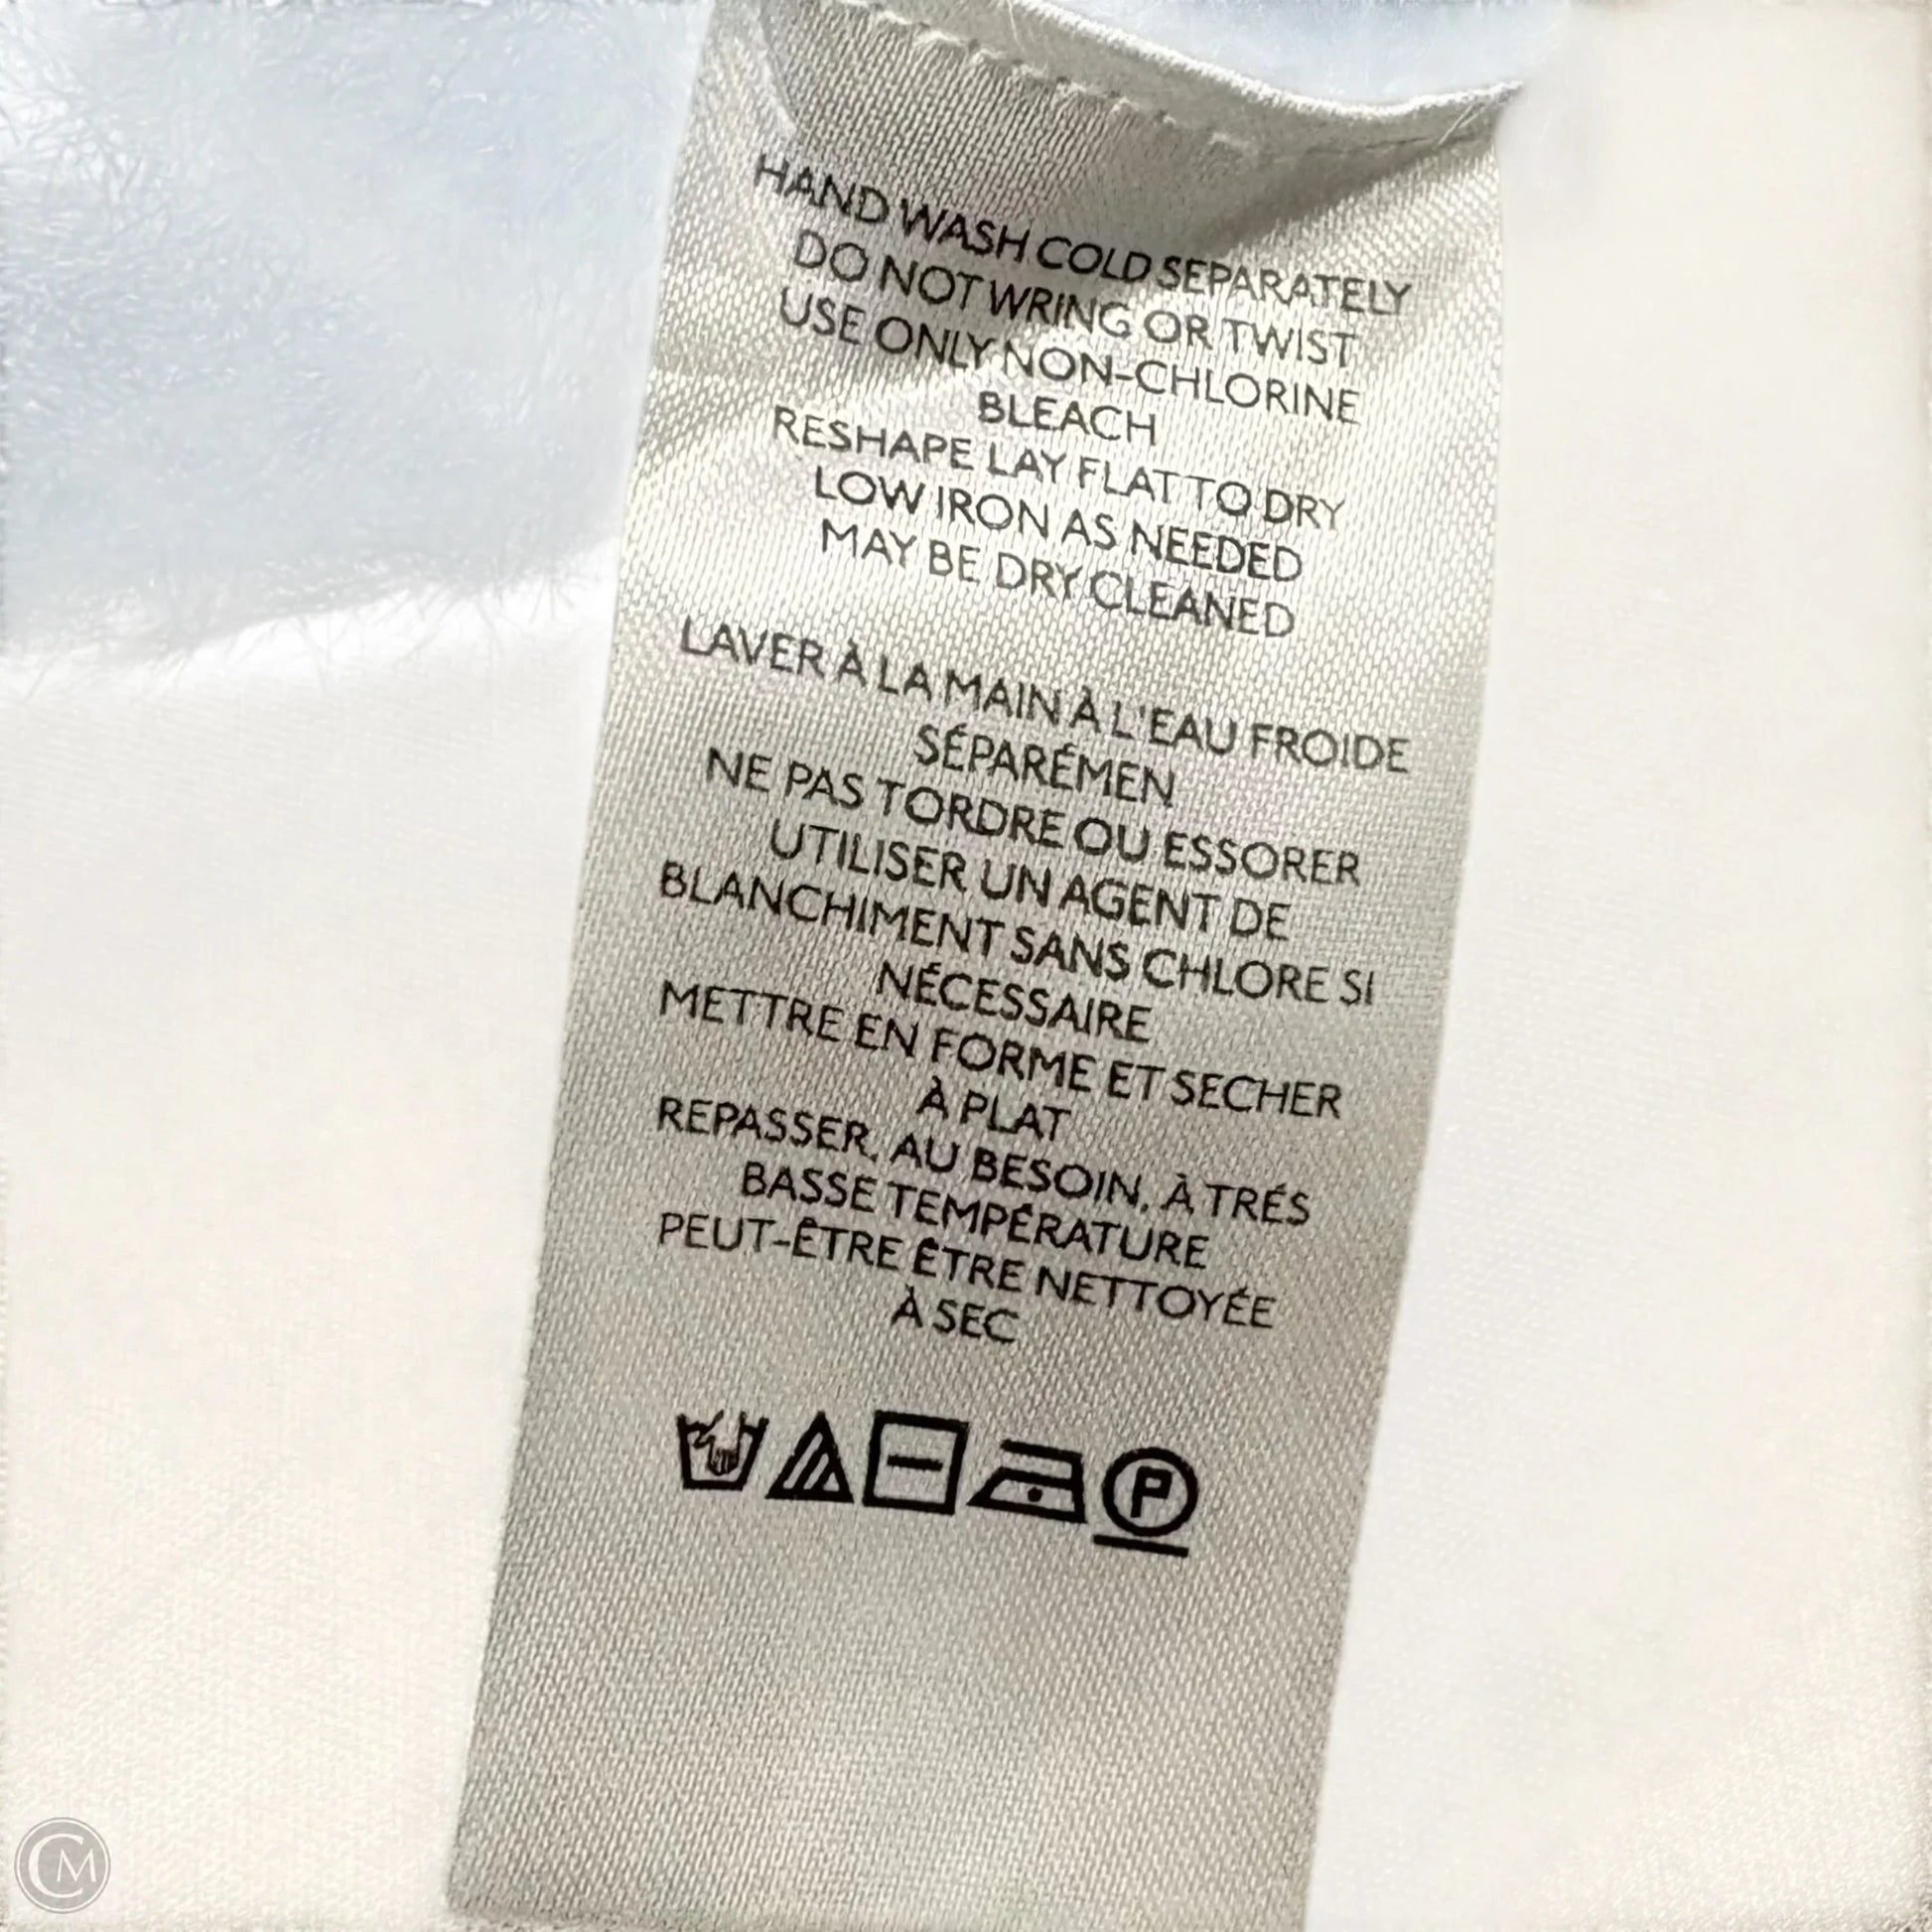 HAND WASH COLD SEPARATELY
DO NOT WRING OR TWIST
USE ONLY NON-CHLORINE
BLEACH
RESHAPE LAY FLAT TO DRY
LOW IRON AS NEEDED
MAY BE DRY CLEANED
LAVER À LA MAIN À L'EAU FROIDE
SÉPARÉMEN
NE PAS TORDRE OU ESSORER
UTILISER UN AGENT DE
BLANCHIMENT SANS CHLORE SI
NÉCESSAIRE
METTRE EN FORME ET SECHER
À PLAT
REPASSER, AU BESOIN, À TRÉS
BASSE TEMPÉRATURE
PEUT-ÊTRE ÊTRE NETTOYÉE
À SEC
P
CM